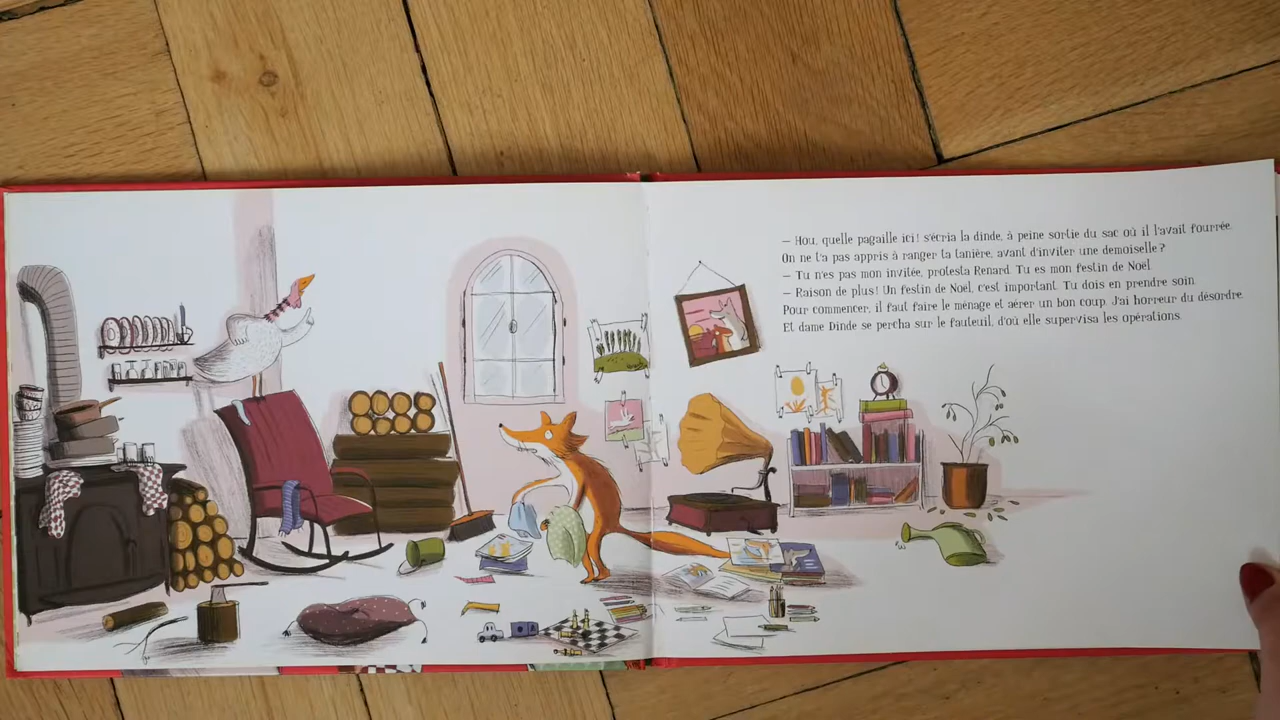 — Hou, quelle pagaille ici ! s'écria la dinde, à peine sortie du sac où il l'avait fourrée.
On ne t'a pas appris à ranger ta tanière, avant d'inviter une demoiselle ?
— Tu n'es pas mon invitée, protesta Renard. Tu es mon festin de Noël.
— Raison de plus ! Un festin de Noël, c'est important. Tu dois en prendre soin.
Pour commencer, il faut faire le ménage et aérer un bon coup. J'ai horreur du désordre.
Et dame Dinde se percha sur le fauteuil, d'où elle supervisa les opérations.